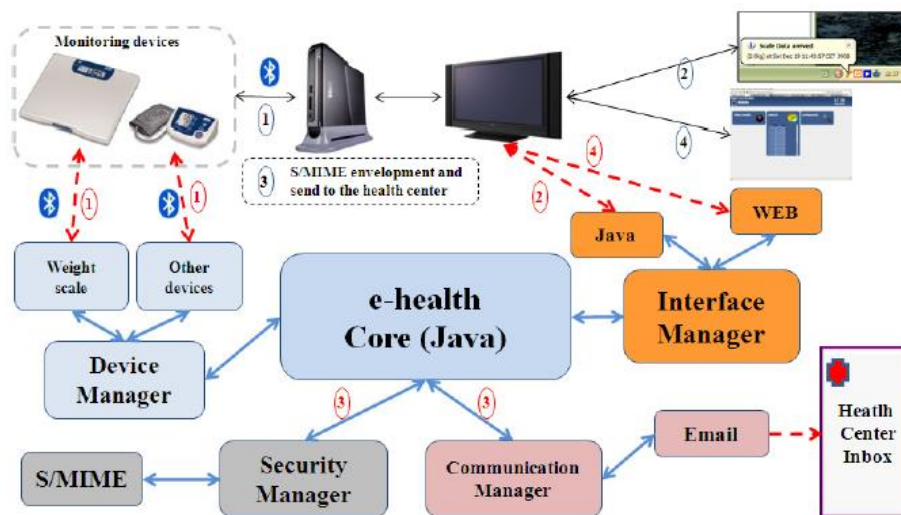 Monitoring devices
1
2
4
Scale Data arrived
3
S/MIME envelopment and
send to the health center
1
1
2
4
Weight
scale
Other
devices
Java
WEB
e-health
Core (Java)
Interface
Manager
Device
Manager
3
3
Heatlh
Center
Inbox
Email
S/MIME
Security
Manager
Communication
Manager